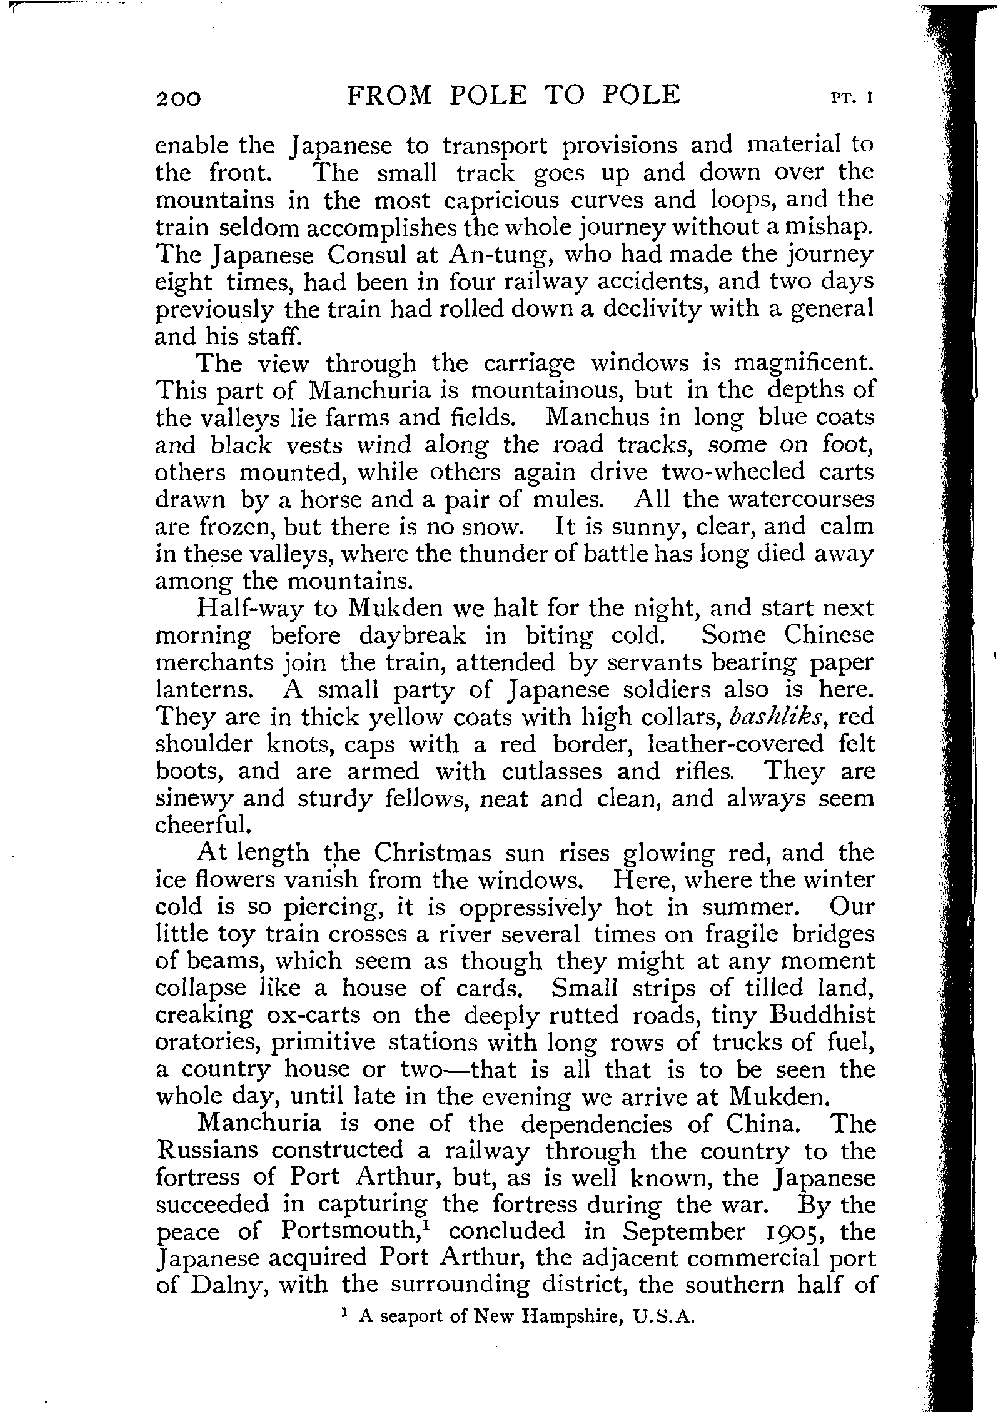 200 FROM POLE TO POLE PT. I
enable the Japanese to transport provisions and material to
the front. The small track goes up and down over the
mountains in the most capricious curves and loops, and the
train seldom accomplishes the whole journey without a mishap.
The Japanese Consul at An-tung, who had made the journey
eight times, had been in four railway accidents, and two days
previously the train had rolled down a declivity with a general
and his staff.
The view through the carriage windows is magnificent.
This part of Manchuria is mountainous, but in the depths of
the valleys lie farms and fields. Manchus in long blue coats
and black vests wind along the road tracks, some on foot,
others mounted, while others again drive two-wheeled carts
drawn by a horse and a pair of mules. All the watercourses
are frozen, but there is no snow. It is sunny, clear, and calm
in these valleys, where the thunder of battle has long died away
among the mountains.
Half-way to Mukden we halt for the night, and start next
morning before daybreak in biting cold. Some Chinese
merchants join the train, attended by servants bearing paper
lanterns. A small party of Japanese soldiers also is here.
They are in thick yellow coats with high collars, bashliks, red
shoulder knots, caps with a red border, leather-covered felt
boots, and are armed with cutlasses and rifles. They are
sinewy and sturdy fellows, neat and clean, and always seem
cheerful.
At length the Christmas sun rises glowing red, and the
ice flowers vanish from the windows. Here, where the winter
cold is so piercing, it is oppressively hot in summer. Our
little toy train crosses a river several times on fragile bridges
of beams, which seem as though they might at any moment
collapse like a house of cards. Small strips of tilled land,
creaking ox-carts on the deeply rutted roads, tiny Buddhist
oratories, primitive stations with long rows of trucks of fuel,
a country house or two—that is all that is to be seen the
whole day, until late in the evening we arrive at Mukden.
Manchuria is one of the dependencies of China. The
Russians constructed a railway through the country to the
fortress of Port Arthur, but, as is well known, the Japanese
succeeded in capturing the fortress during the war. By the
peace of Portsmouth,¹ concluded in September 1905, the
Japanese acquired Port Arthur, the adjacent commercial port
of Dalny, with the surrounding district, the southern half of
¹ A seaport of New Hampshire, U.S.A.